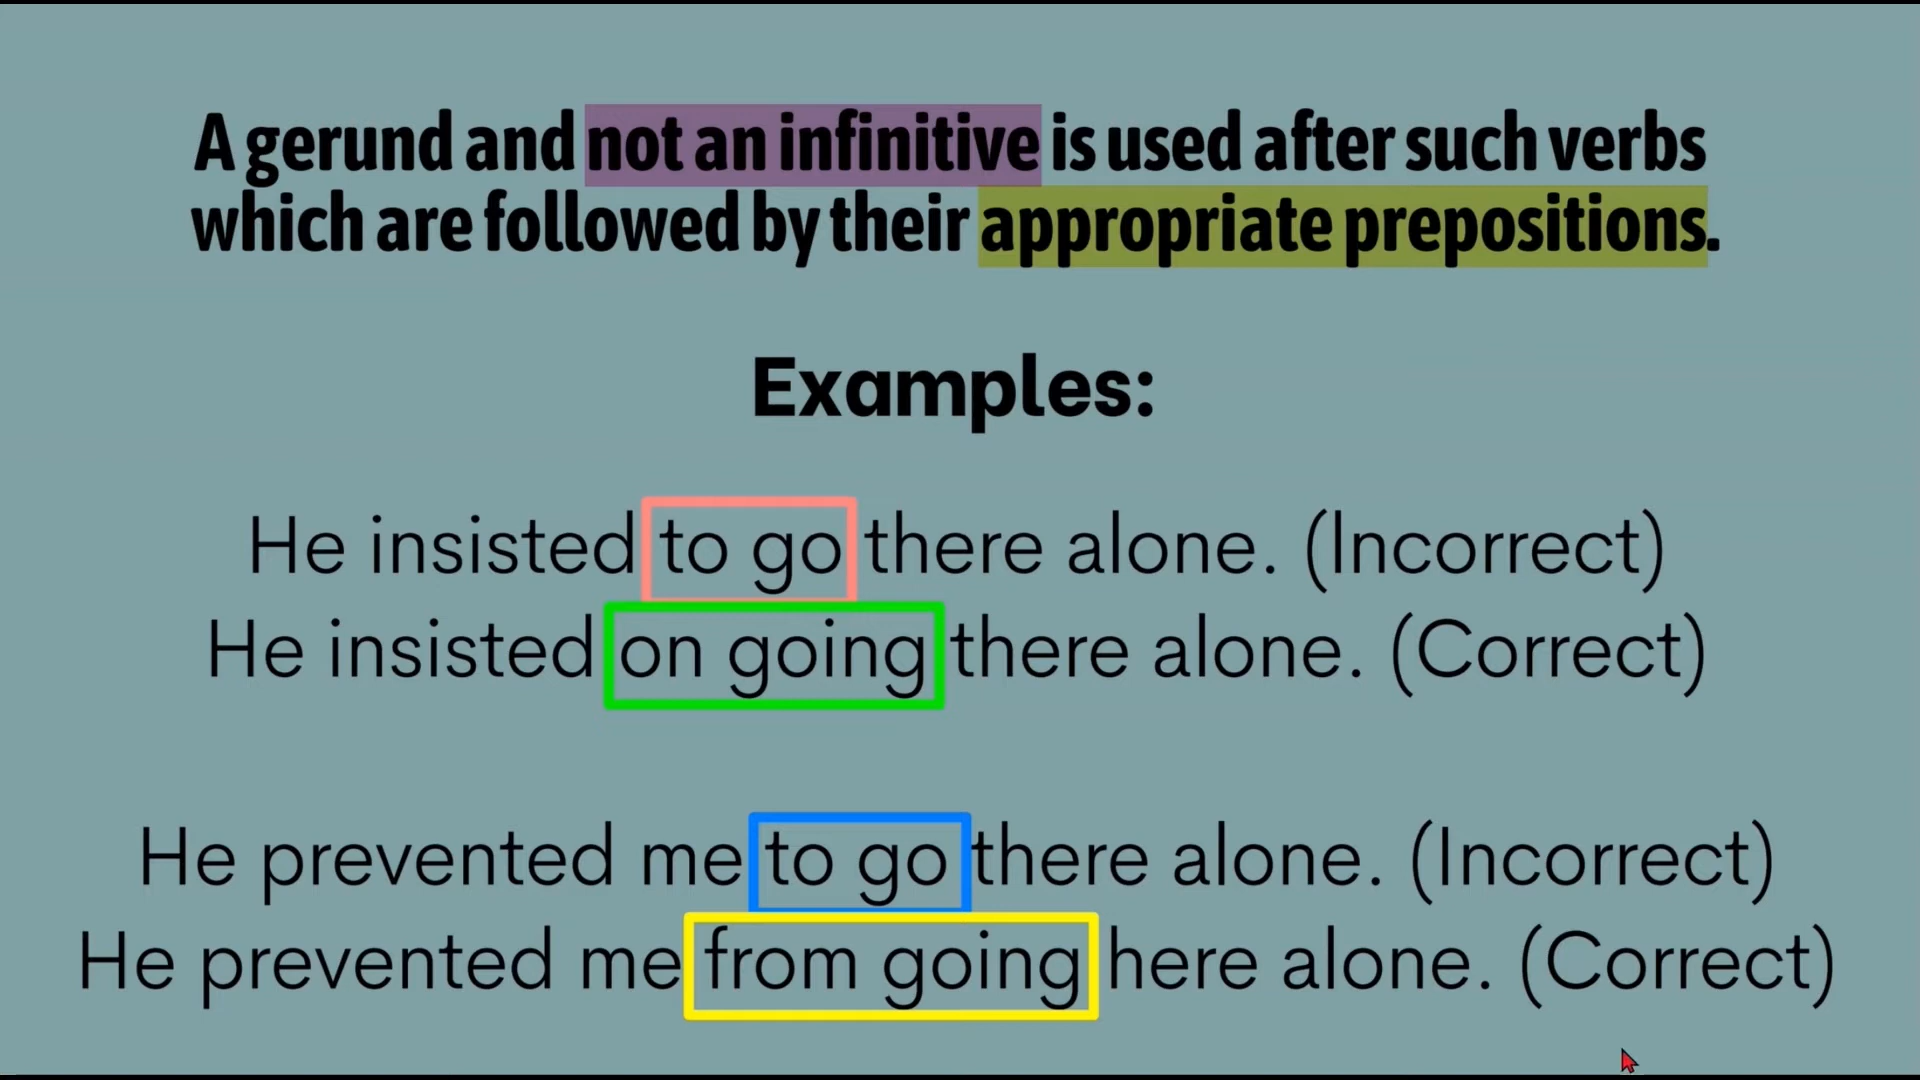 A gerund and not an infinitive is used after such verbs
which are followed by their appropriate prepositions.
Examples:
He insisted to go there alone. (Incorrect)
He insisted on going there alone. (Correct)
He prevented me to go there alone. (Incorrect)
He prevented me from going here alone. (Correct)